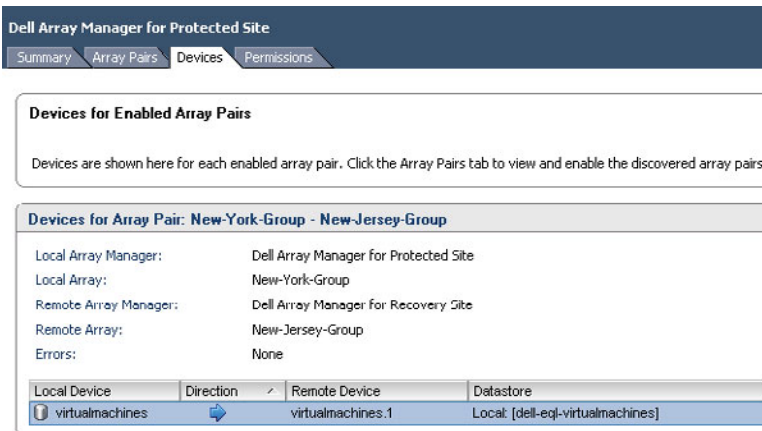 Dell Array Manager for Protected Site
Summary Array Pairs Devices Permissions
Devices for Enabled Array Pairs
Devices are shown here for each enabled array pair. Click the Array Pairs tab to view and enable the discovered array pairs
Devices for Array Pair: New-York-Group - New-Jersey-Group
Local Array Manager: Dell Array Manager for Protected Site
Local Array: New-York-Group
Remote Array Manager: Dell Array Manager for Recovery Site
Remote Array: New-Jersey-Group
Errors: None
Local Device Direction Remote Device Datastore
virtualmachines virtualmachines.1 Local: [dell-eql-virtualmachines]